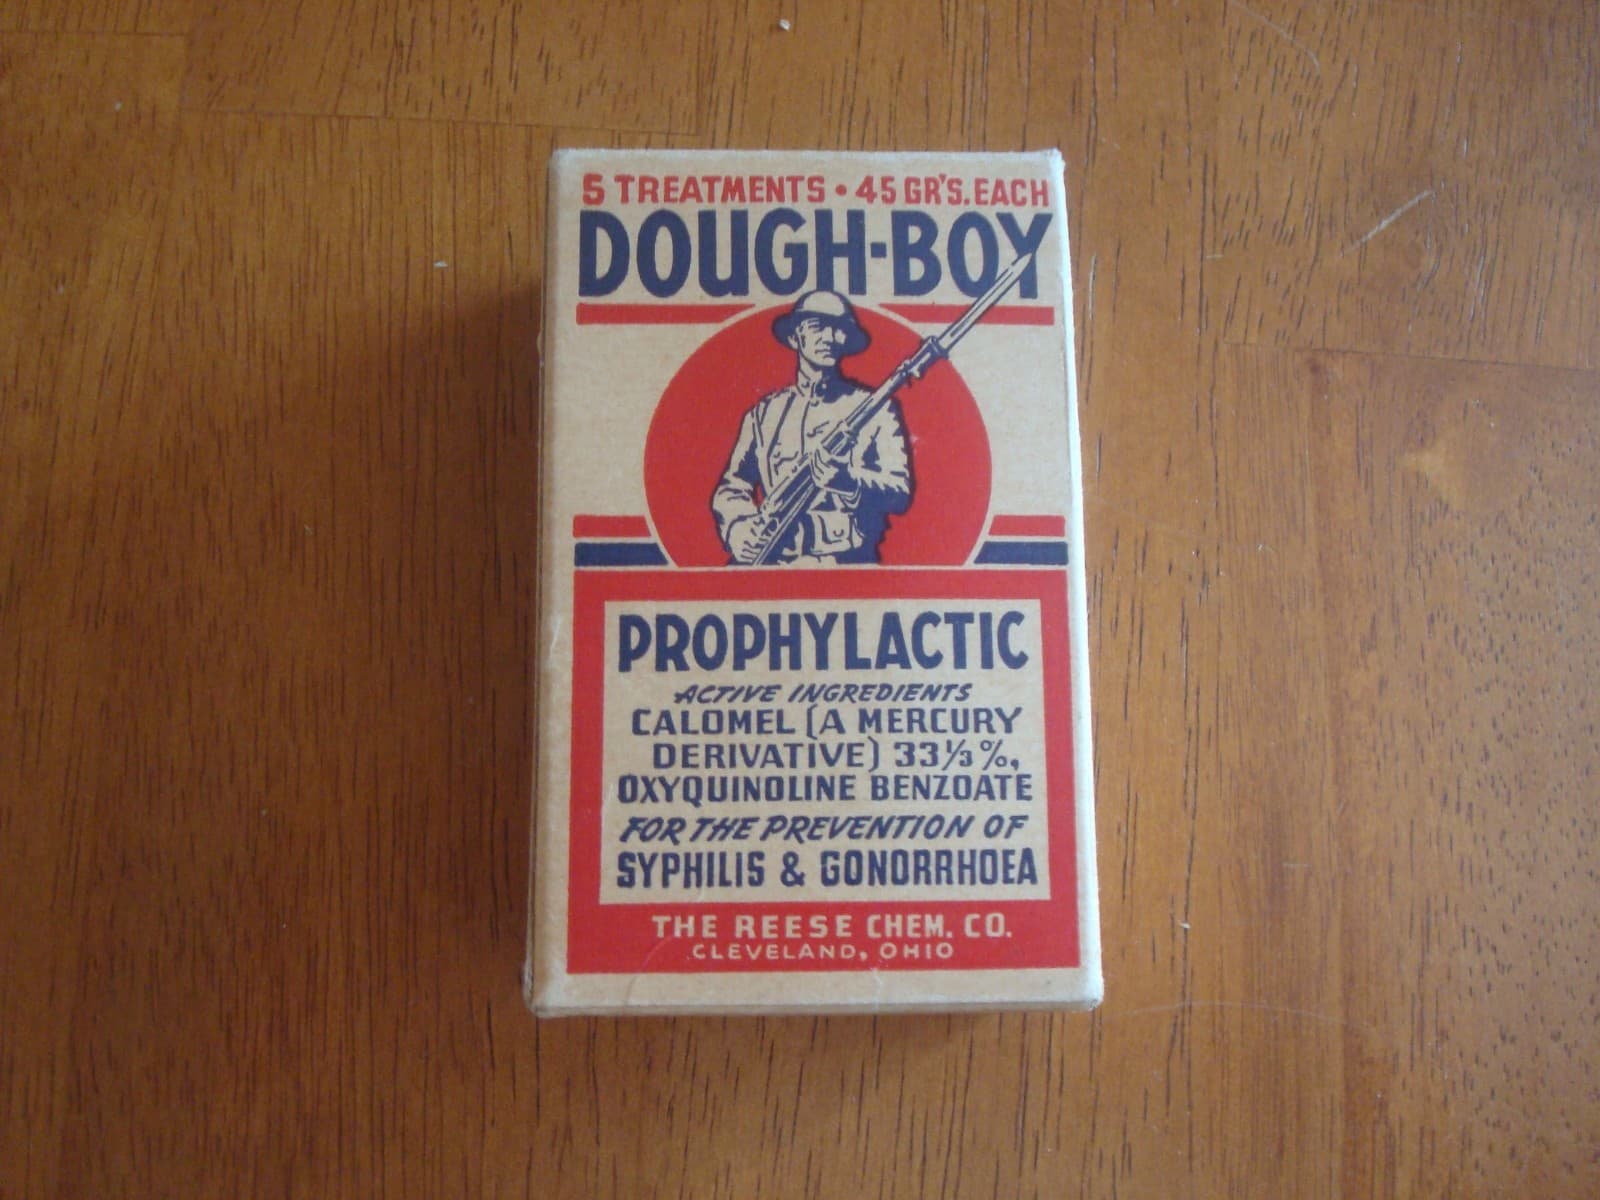 5 TREATMENTS • 45 GR'S. EACH
DOUGH-BOY
PROPHYLACTIC
ACTIVE INGREDIENTS
CALOMEL (A MERCURY
DERIVATIVE) 33⅓%,
OXYQUINOLINE BENZOATE
FOR THE PREVENTION OF
SYPHILIS & GONORRHOEA
THE REESE CHEM. CO.
CLEVELAND, OHIO